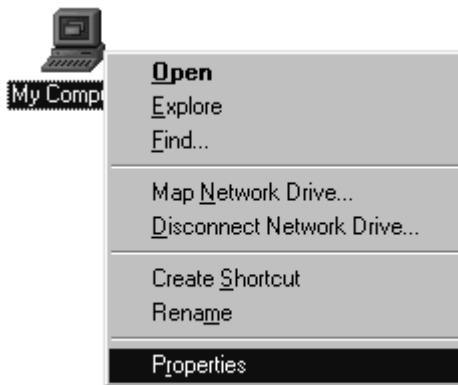 My Comp
Open
Explore
Find...
Map Network Drive...
Disconnect Network Drive...
Create Shortcut
Rename
Properties